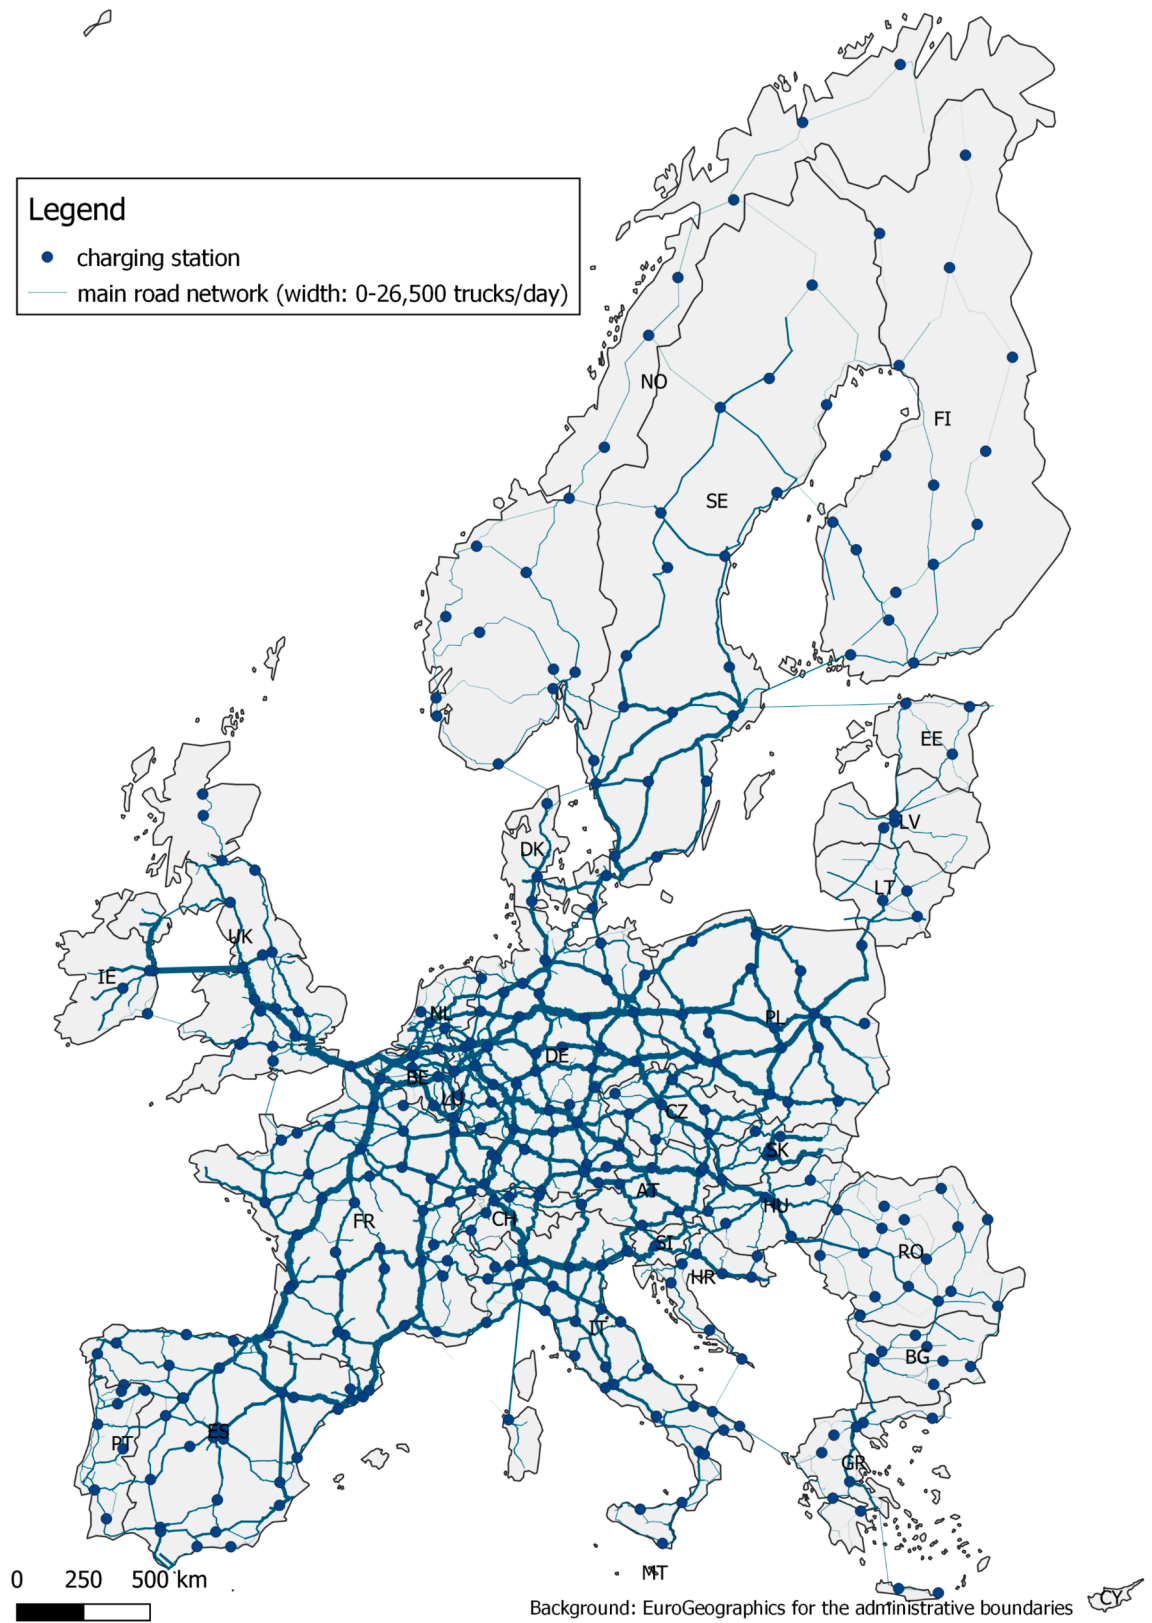 Legend
charging station
main road network (width: 0-26,500 trucks/day)
NO
FI
SE
EE
LV
DK
LT
UK
IE
NL
PL
DE
BE
LU
CZ
SK
AT
HU
CH
FR
SI
RO
HR
IT
BG
ES
PT
GR
MT
CY
0 250 500 km
Background: EuroGeographics for the administrative boundaries